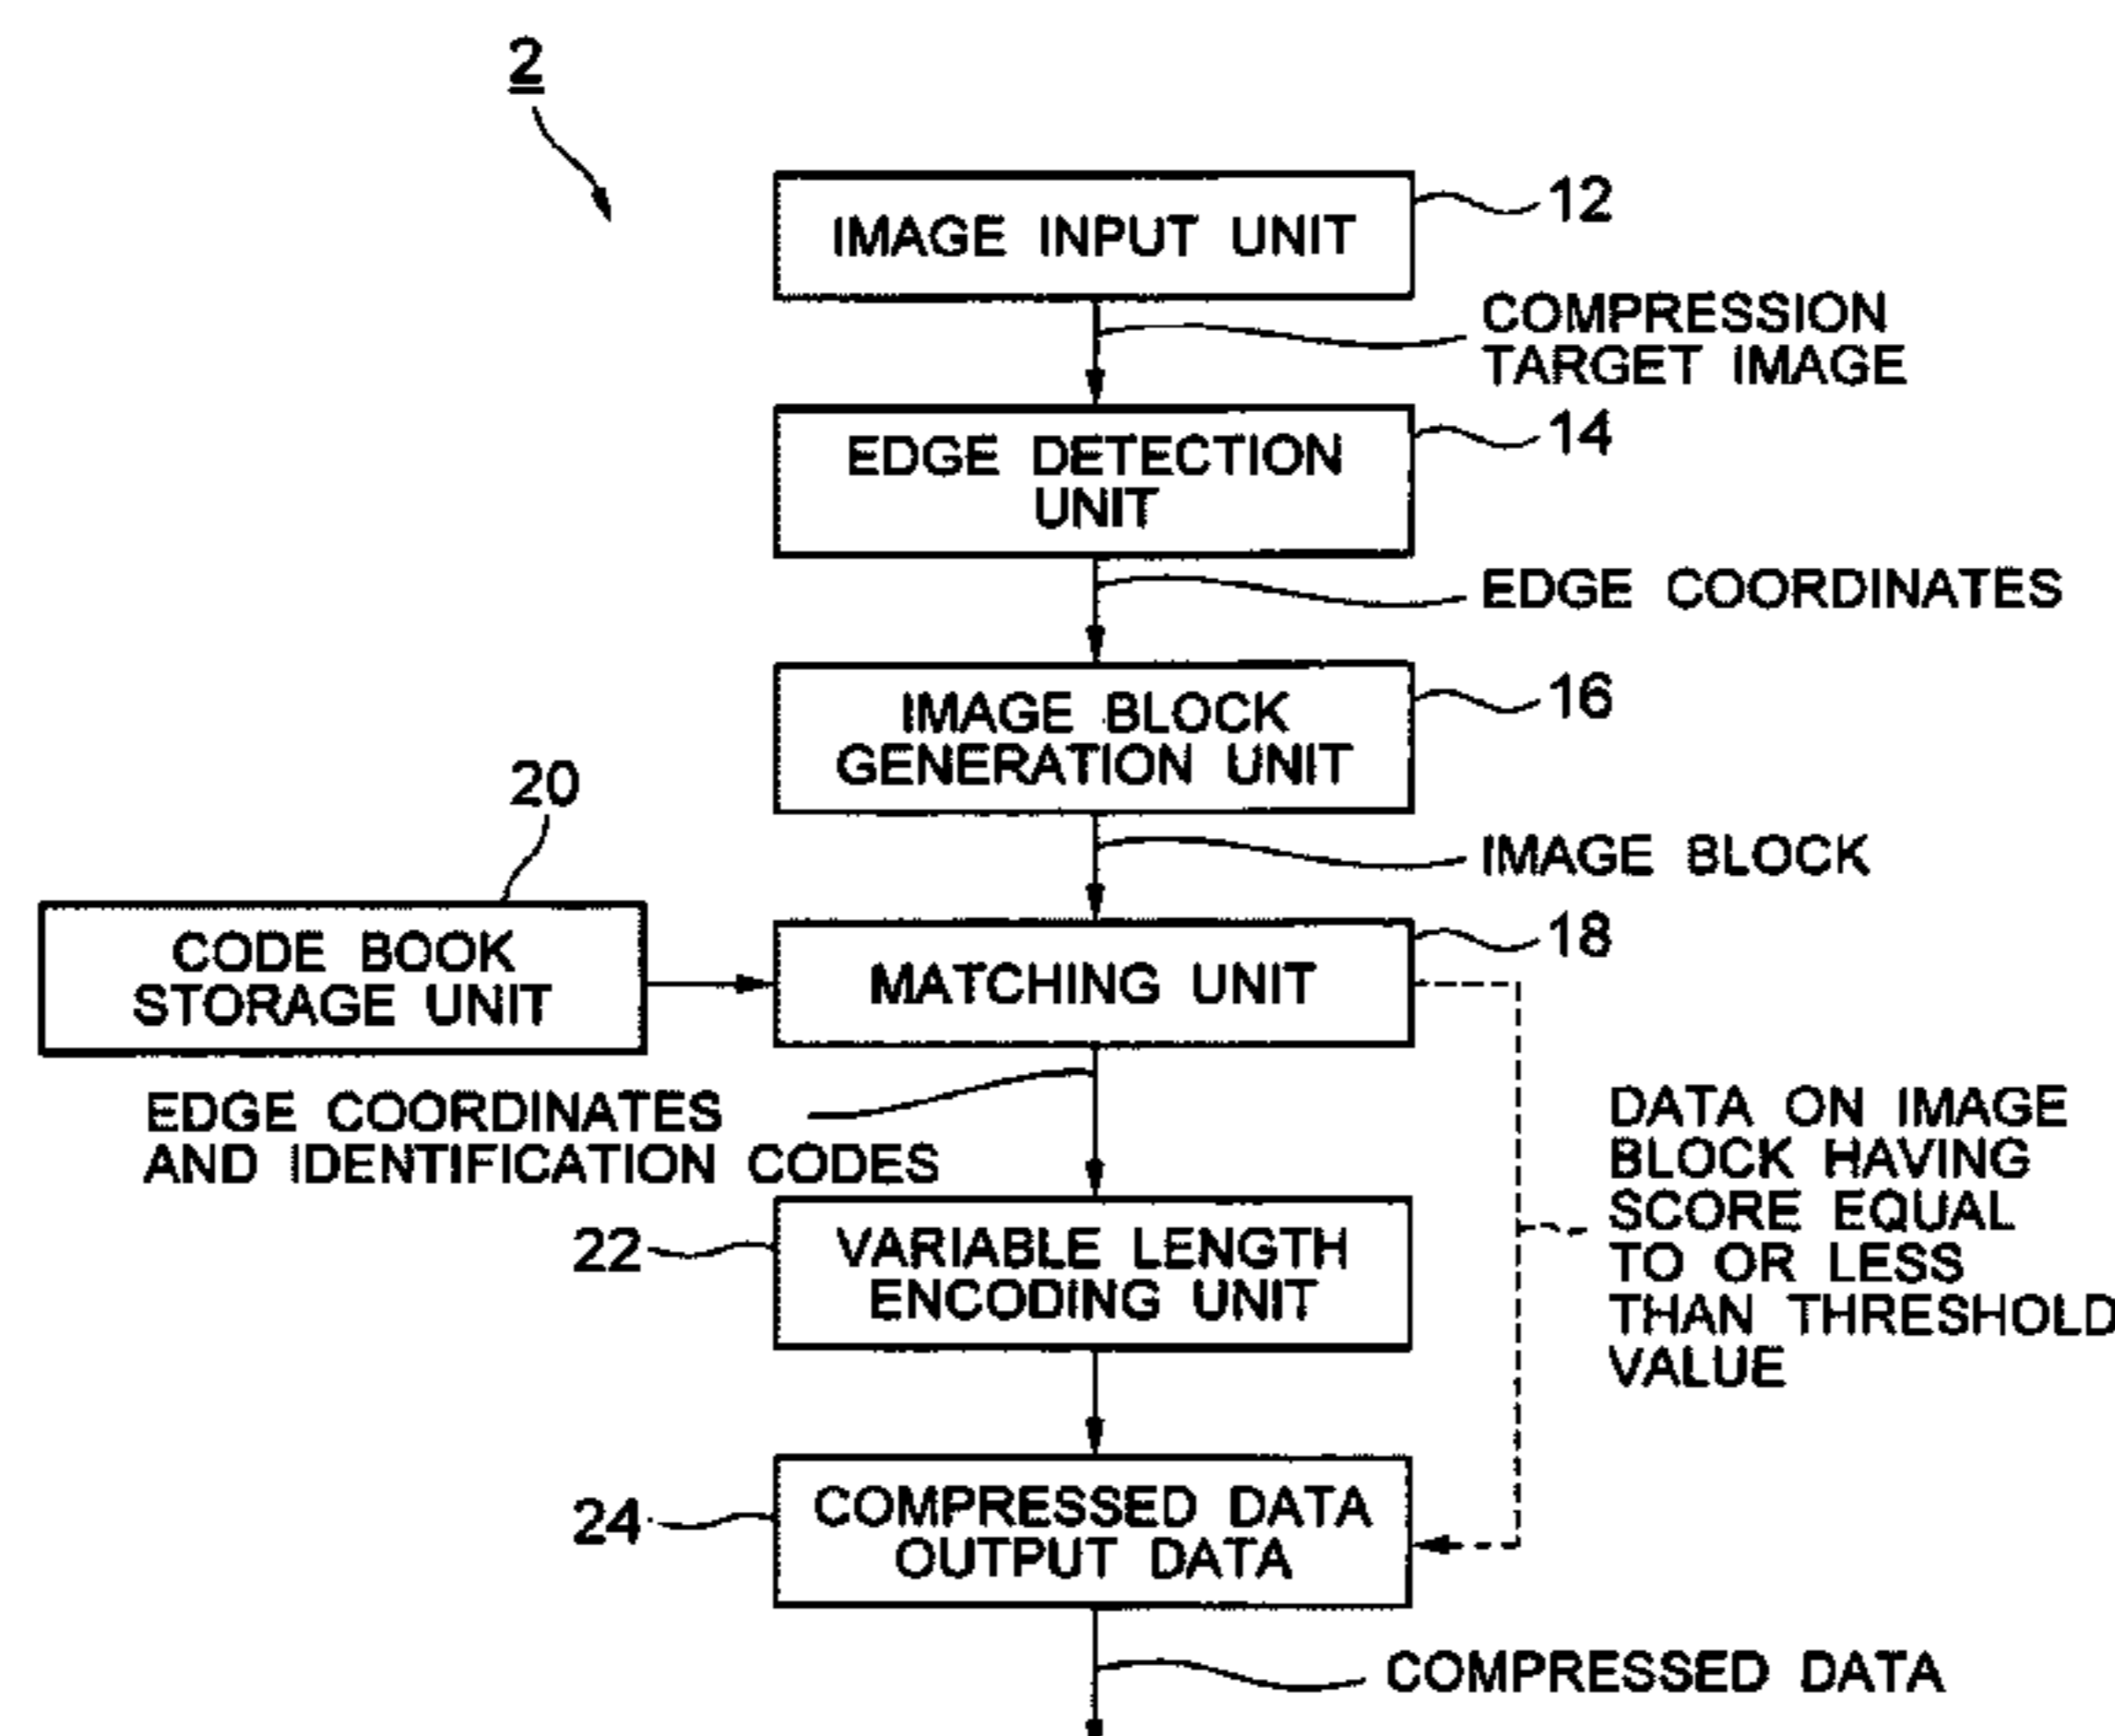 2
IMAGE INPUT UNIT
12
COMPRESSION
TARGET IMAGE
EDGE DETECTION
UNIT
14
EDGE COORDINATES
IMAGE BLOCK
GENERATION UNIT
16
IMAGE BLOCK
20
CODE BOOK
STORAGE UNIT
MATCHING UNIT
18
EDGE COORDINATES
AND IDENTIFICATION CODES
DATA ON IMAGE
BLOCK HAVING
SCORE EQUAL
TO OR LESS
THAN THRESHOLD
VALUE
22
VARIABLE LENGTH
ENCODING UNIT
24
COMPRESSED DATA
OUTPUT DATA
COMPRESSED DATA